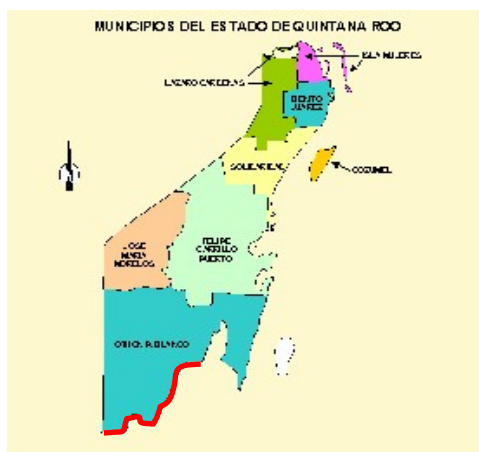 MUNICIPIOS DEL ESTADO DE QUINTANA ROO
ISLA MUJERES
LAZARO CARDENAS
BENITO
JUAREZ
SOLIDARIDAD
COZUMEL
JOSE
MARIA
MORELOS
FELIPE
CARRILLO
PUERTO
OTHON P. BLANCO